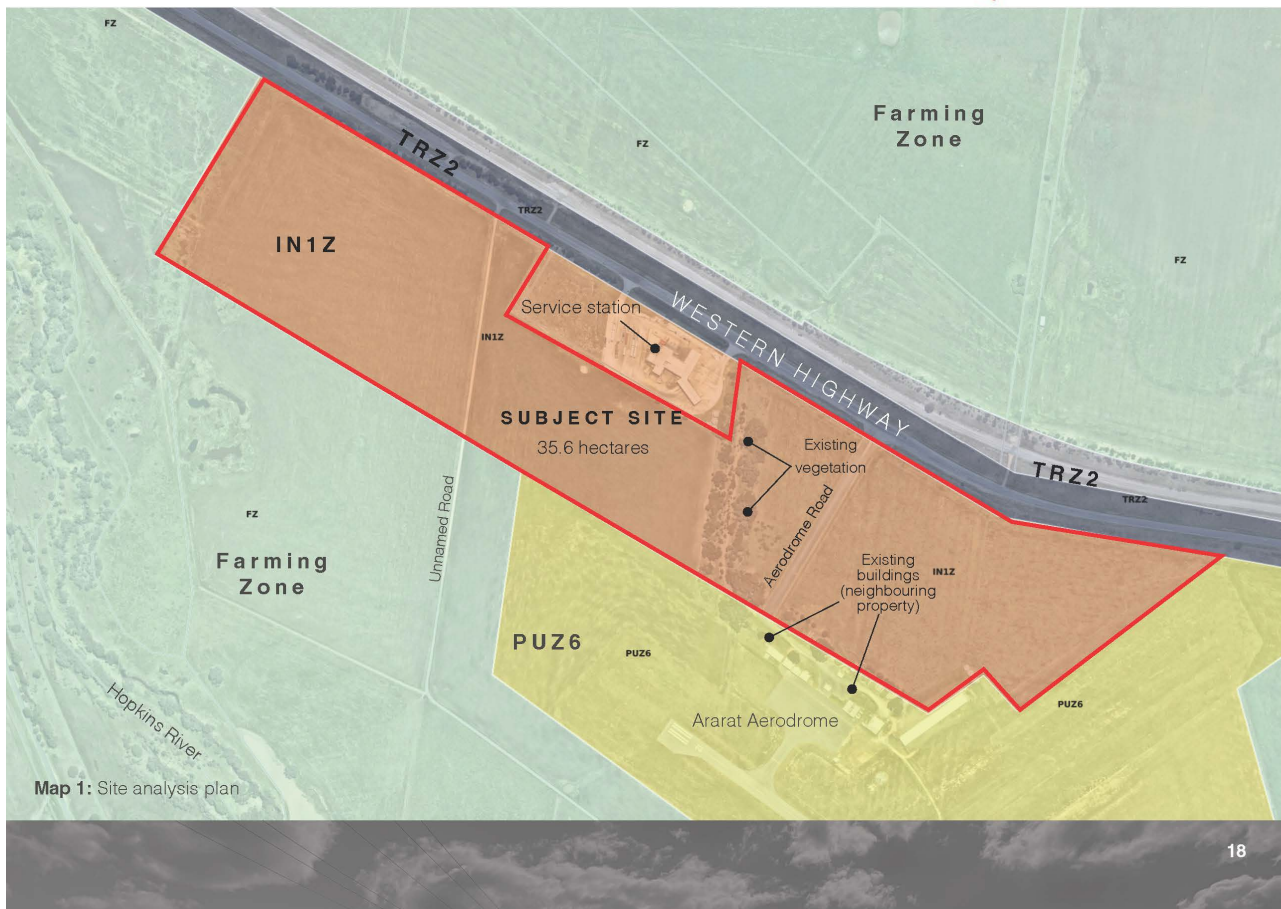 FZ
Farming
Zone
FZ
TRZ2
TRZ2
IN1Z
FZ
Service station
WESTERN HIGHWAY
IN1Z
SUBJECT SITE
35.6 hectares
Existing
vegetation
TRZ2
TRZ2
Aerodrome Road
Unnamed Road
FZ
Farming
Zone
Existing
buildings
(neighbouring
property)
IN1Z
PUZ6
PUZ6
PUZ6
Ararat Aerodrome
Hopkins River
Map 1: Site analysis plan
18